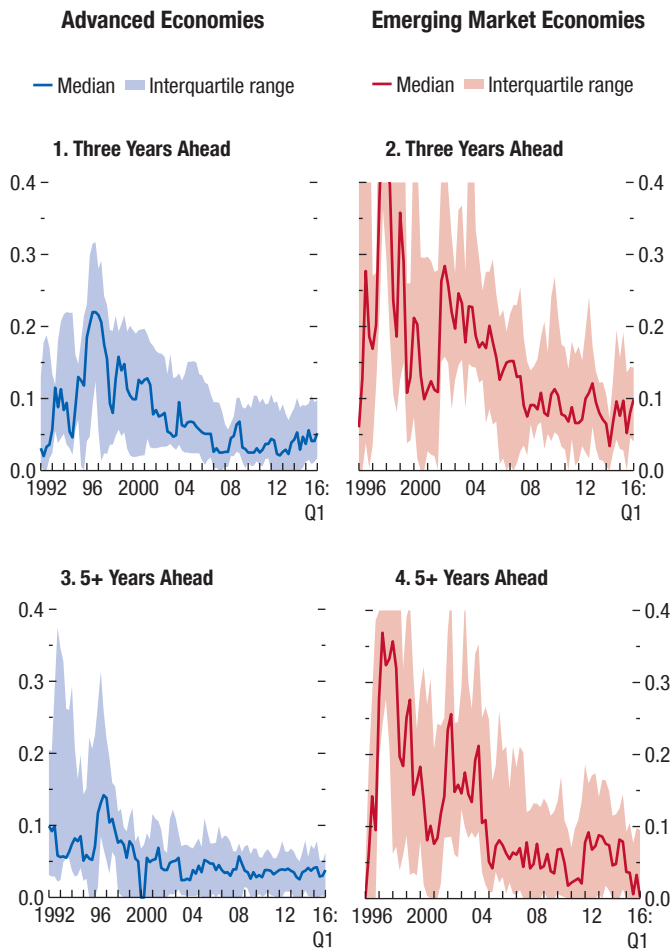 Advanced Economies
Emerging Market Economies
Median Interquartile range
Median Interquartile range
1. Three Years Ahead
2. Three Years Ahead
0.4
0.3
0.2
0.1
0.0
1992 96 2000 04 08 12 16:
Q1
0.4
0.3
0.2
0.1
0.0
1996 2000 04 08 12 16:
Q1
3. 5+ Years Ahead
4. 5+ Years Ahead
0.4
0.3
0.2
0.1
0.0
1992 96 2000 04 08 12 16:
Q1
0.4
0.3
0.2
0.1
0.0
1996 2000 04 08 12 16:
Q1